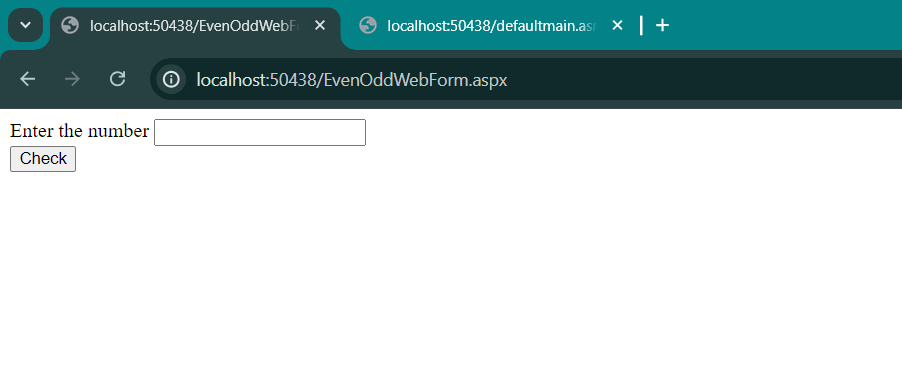 localhost:50438/EvenOddWebF
localhost:50438/defaultmain.as
localhost:50438/EvenOddWebForm.aspx
Enter the number
Check